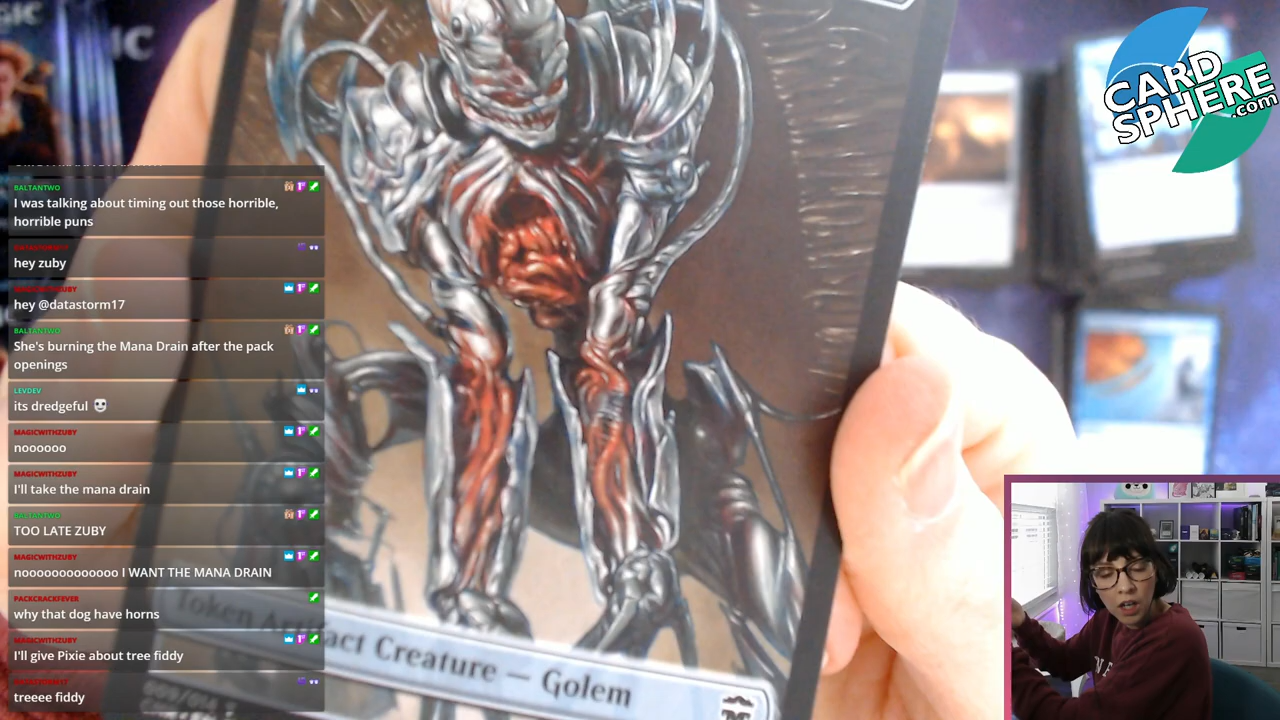 CARD
SPHERE
.com
BALTANTWO
I was talking about timing out those horrible,
horrible puns
hey zuby
MAGICWITHZUBY
hey @datastorm17
BALTANTWO
She's burning the Mana Drain after the pack
openings
LEVDEV
its dredgeful
MAGICWITHZUBY
noooooo
MAGICWITHZUBY
I'll take the mana drain
BALTANTWO
TOO LATE ZUBY
MAGICWITHZUBY
nooooooooooooo I WANT THE MANA DRAIN
PACKCRACKFEVER
why that dog have horns
MAGICWITHZUBY
I'll give Pixie about tree fiddy
treeee fiddy
Token Artifact Creature — Golem